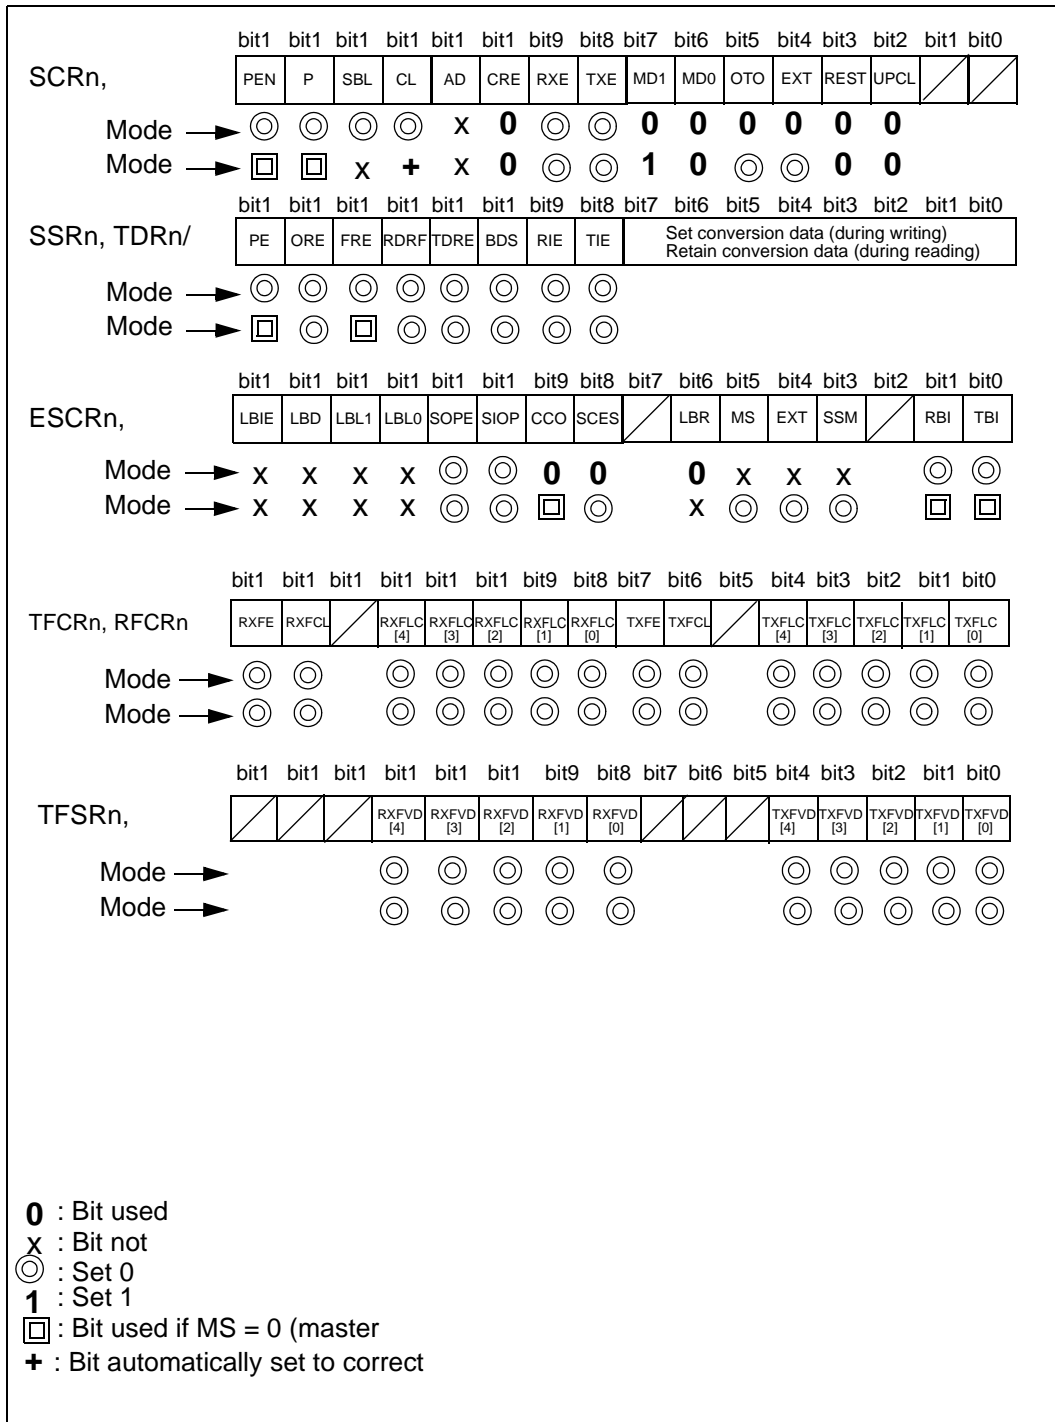 bit1 bit1 bit1 bit1 bit1 bit1 bit9 bit8 bit7 bit6 bit5 bit4 bit3 bit2 bit1 bit0
SCRn, PEN P SBL CL AD CRE RXE TXE MD1 MD0 OTO EXT REST UPCL
Mode ◎ ◎ ◎ ◎ x 0 ◎ ◎ 0 0 0 0 0 0
Mode x + x 0 ◎ ◎ 1 0 ◎ ◎ 0 0
bit1 bit1 bit1 bit1 bit1 bit1 bit9 bit8 bit7 bit6 bit5 bit4 bit3 bit2 bit1 bit0
SSRn, TDRn/ PE ORE FRE RDRF TDRE BDS RIE TIE Set conversion data (during writing)
Retain conversion data (during reading)
Mode ◎ ◎ ◎ ◎ ◎ ◎ ◎ ◎
Mode ◎ ◎ ◎ ◎ ◎ ◎
bit1 bit1 bit1 bit1 bit1 bit1 bit9 bit8 bit7 bit6 bit5 bit4 bit3 bit2 bit1 bit0
ESCRn, LBIE LBD LBL1 LBL0 SOPE SIOP CCO SCES LBR MS EXT SSM RBI TBI
Mode x x x x ◎ ◎ 0 0 0 x x x ◎ ◎
Mode x x x x ◎ ◎ ◎ x ◎ ◎ ◎
bit1 bit1 bit1 bit1 bit1 bit1 bit9 bit8 bit7 bit6 bit5 bit4 bit3 bit2 bit1 bit0
TFCRn, RFCRn RXFE RXFCL RXFLC [4] RXFLC [3] RXFLC [2] RXFLC [1] RXFLC [0] TXFE TXFCL TXFLC [4] TXFLC [3] TXFLC [2] TXFLC [1] TXFLC [0]
Mode ◎ ◎ ◎ ◎ ◎ ◎ ◎ ◎ ◎ ◎ ◎ ◎ ◎ ◎
Mode ◎ ◎ ◎ ◎ ◎ ◎ ◎ ◎ ◎ ◎ ◎ ◎ ◎ ◎
bit1 bit1 bit1 bit1 bit1 bit1 bit9 bit8 bit7 bit6 bit5 bit4 bit3 bit2 bit1 bit0
TFSRn, RXFVD [4] RXFVD [3] RXFVD [2] RXFVD [1] RXFVD [0] TXFVD [4] TXFVD [3] TXFVD [2] TXFVD [1] TXFVD [0]
Mode ◎ ◎ ◎ ◎ ◎ ◎ ◎ ◎ ◎ ◎
Mode ◎ ◎ ◎ ◎ ◎ ◎ ◎ ◎ ◎ ◎
0 : Bit used
x : Bit not
◎ : Set 0
1 : Set 1
: Bit used if MS = 0 (master
+ : Bit automatically set to correct